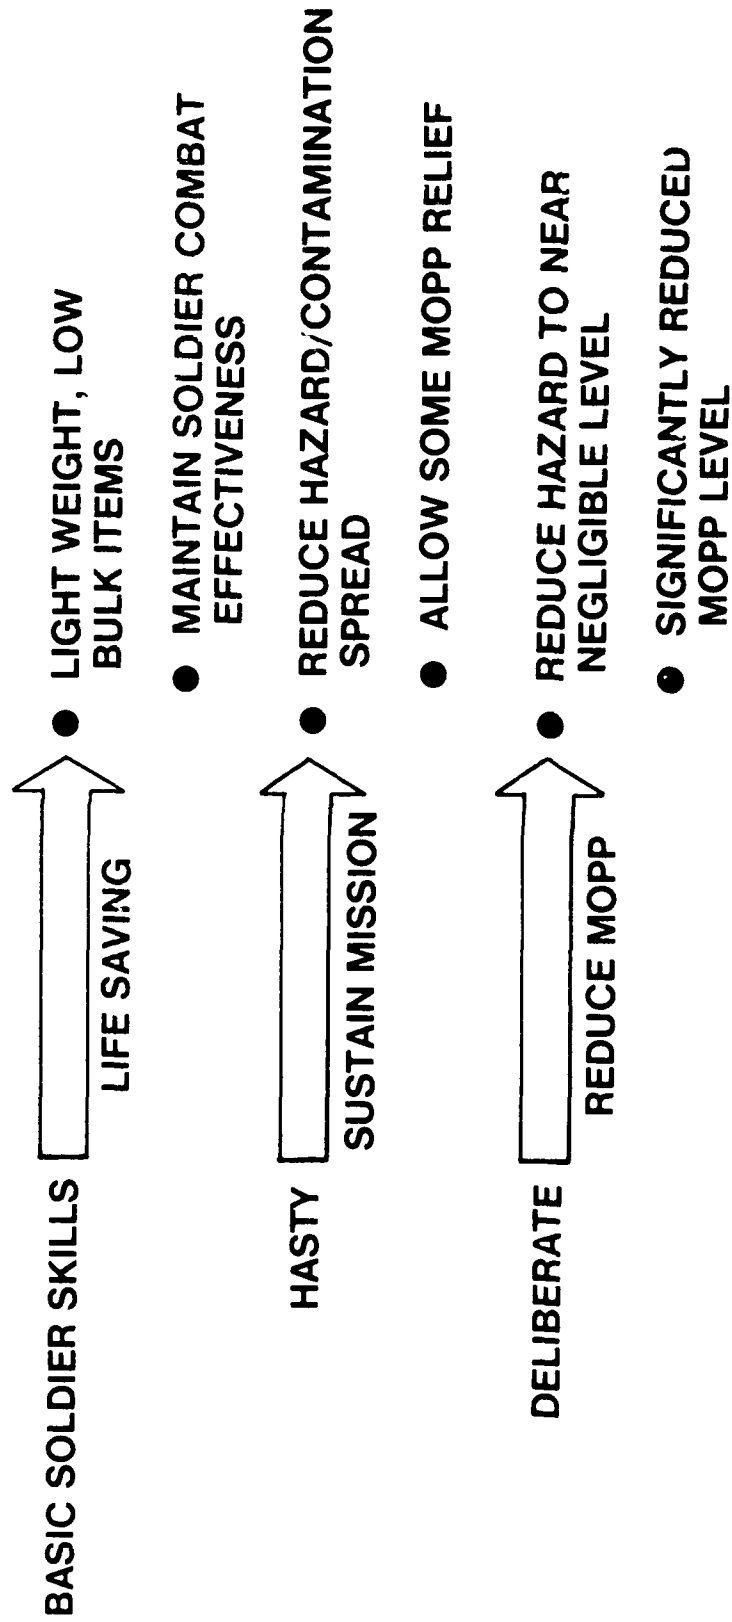 BASIC SOLDIER SKILLS
LIFE SAVING
● LIGHT WEIGHT, LOW
BULK ITEMS
● MAINTAIN SOLDIER COMBAT
EFFECTIVENESS
HASTY
SUSTAIN MISSION
● REDUCE HAZARD/CONTAMINATION
SPREAD
● ALLOW SOME MOPP RELIEF
DELIBERATE
REDUCE MOPP
● REDUCE HAZARD TO NEAR
NEGLIGIBLE LEVEL
● SIGNIFICANTLY REDUCED
MOPP LEVEL